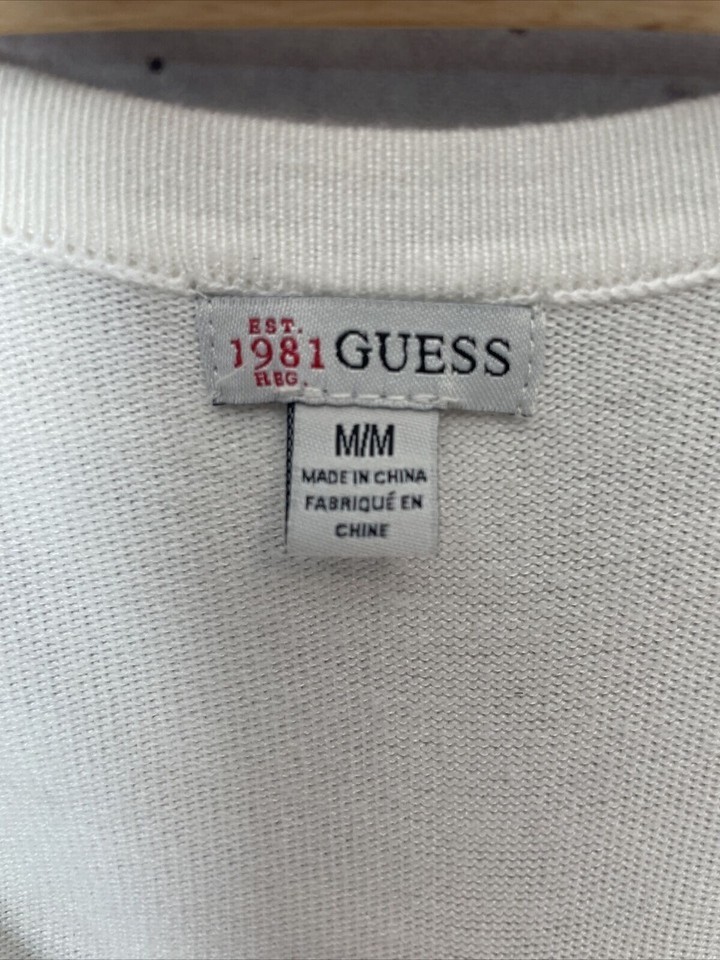 EST.
1981 GUESS
REG.
M/M
MADE IN CHINA
FABRIQUÉ EN
CHINE